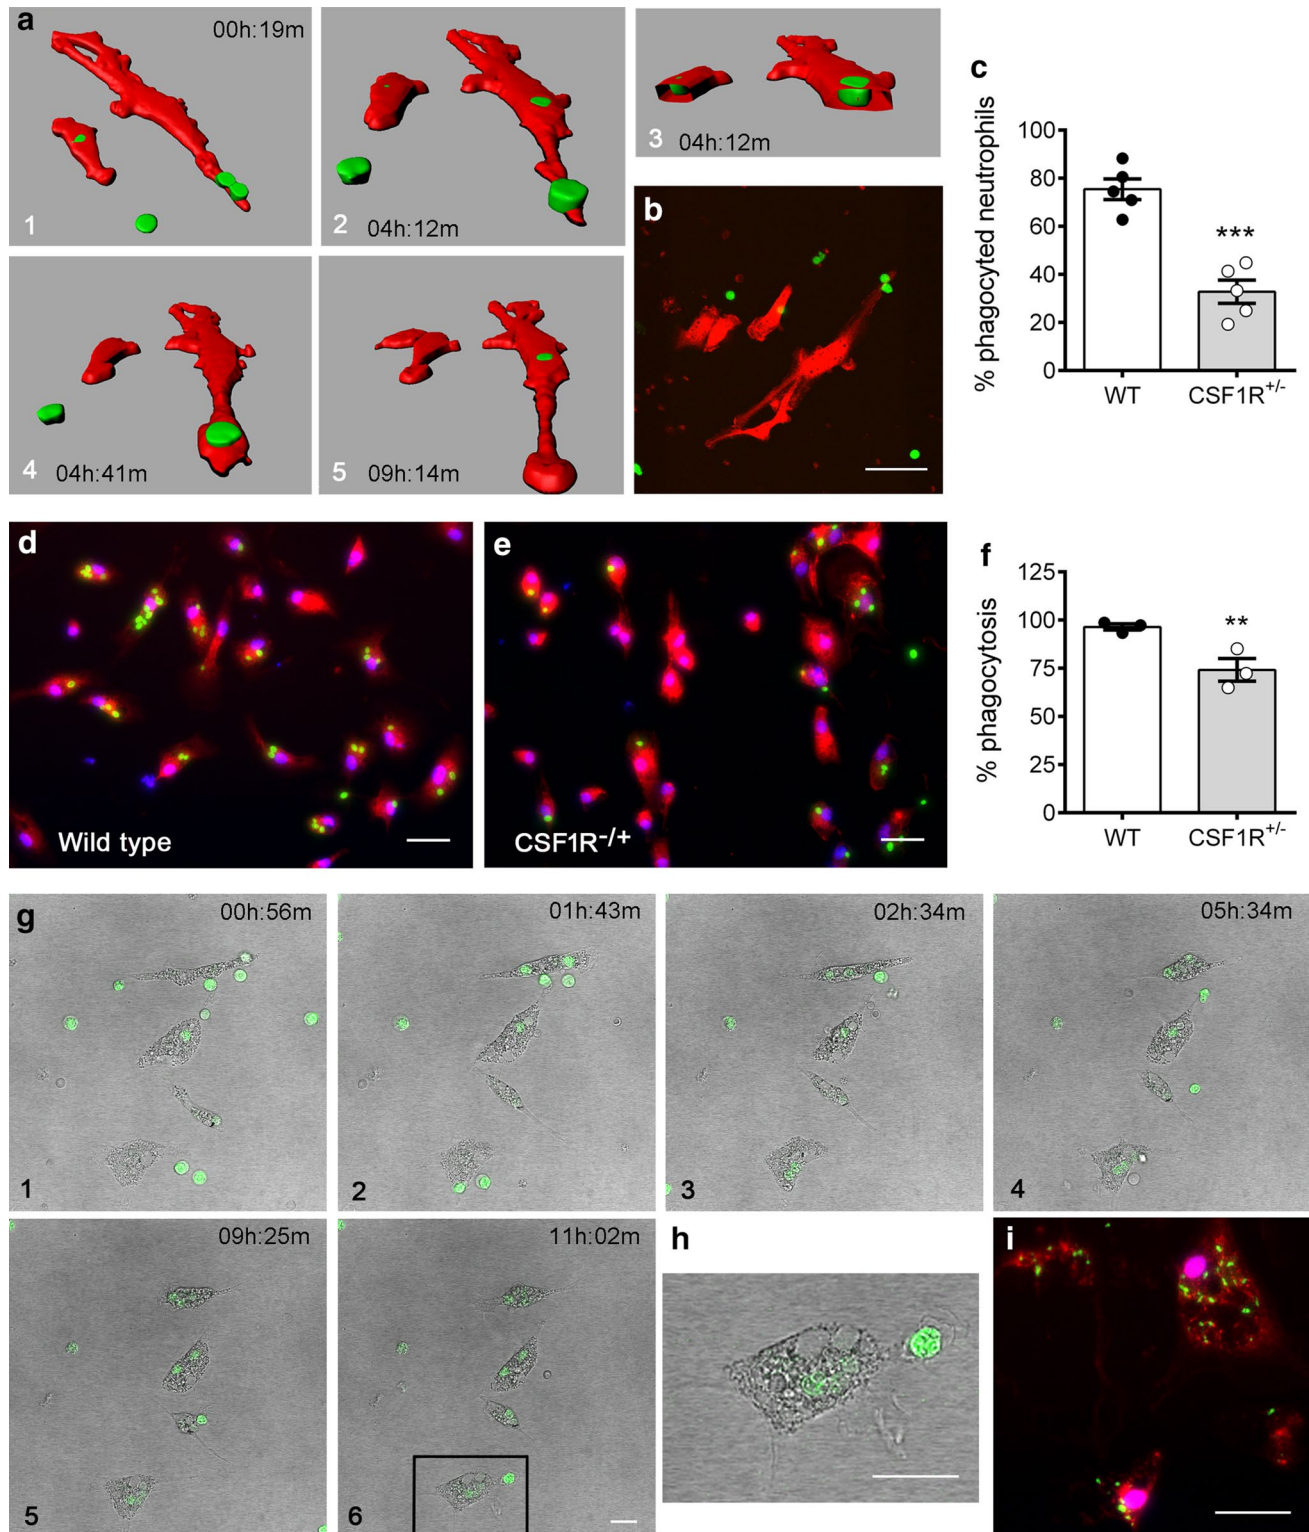 a
00h:19m
1
2
04h:12m
3
04h:12m
4
04h:41m
5
09h:14m
b
c
% phagocyted neutrophils
100
80
60
40
20
0
***
WT
CSF1R+/-
d
Wild type
e
CSF1R-/+
f
% phagocytosis
125
100
75
50
25
0
**
WT
CSF1R+/-
g
00h:56m
1
01h:43m
2
02h:34m
3
05h:34m
4
09h:25m
5
11h:02m
6
h
i